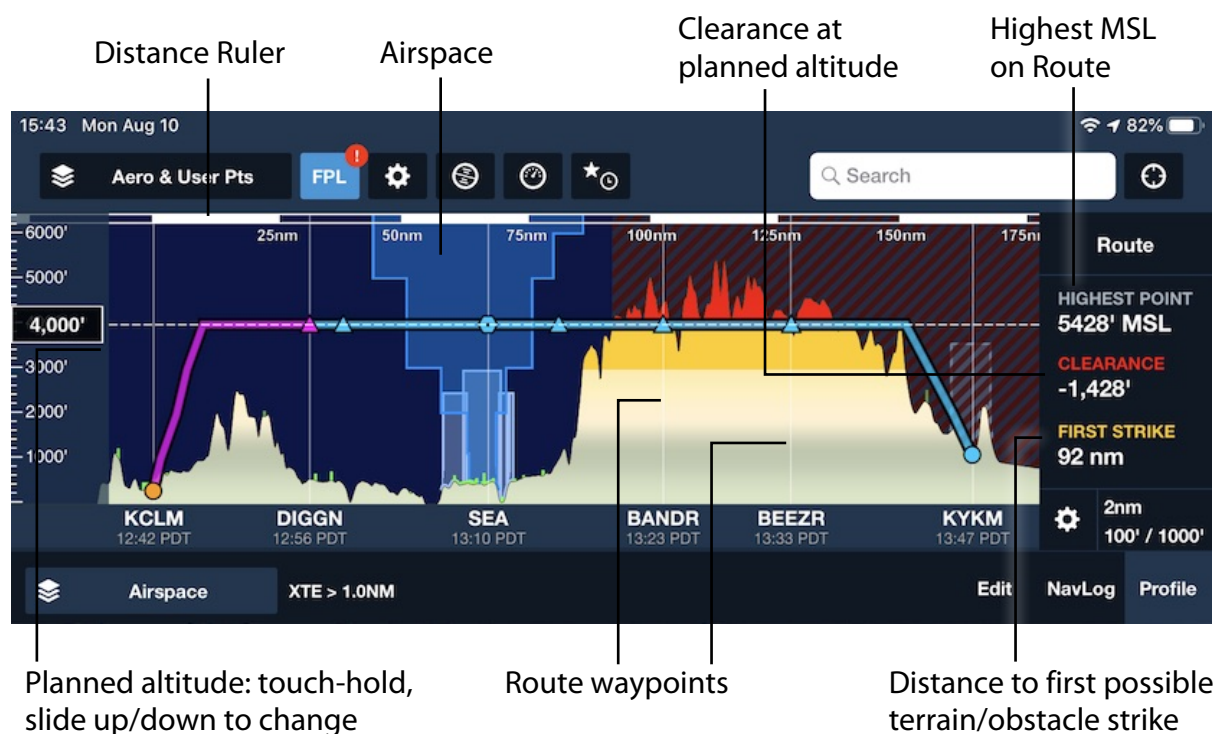 Distance Ruler
Airspace
Clearance at
planned altitude
Highest MSL
on Route
15:43 Mon Aug 10
82%
Aero & User Pts
FPL
!
Search
6000'
25nm 50nm 75nm 100nm 125nm 150nm 175n
Route
5000'
HIGHEST POINT
5428' MSL
4,000'
3000'
CLEARANCE
-1,428'
2000'
FIRST STRIKE
92 nm
1000'
KCLM DIGGN SEA BANDR BEEZR KYKM
12:42 PDT 12:56 PDT 13:10 PDT 13:23 PDT 13:33 PDT 13:47 PDT
2nm
100' / 1000'
Airspace
XTE > 1.0NM
Edit NavLog Profile
Planned altitude: touch-hold,
slide up/down to change
Route waypoints
Distance to first possible
terrain/obstacle strike